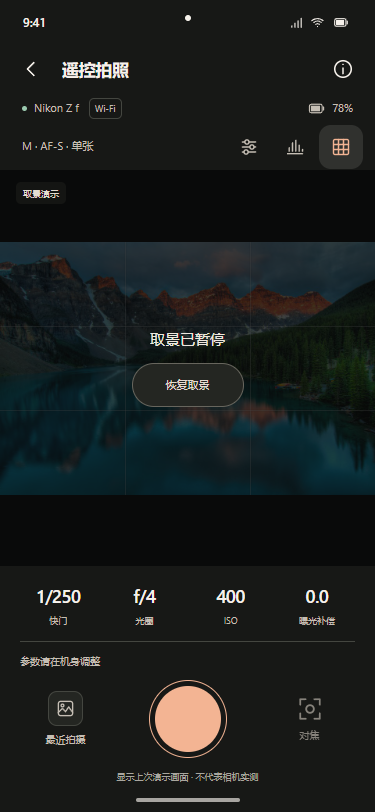 9:41
遥控拍照
Nikon Z f Wi-Fi 78%
M · AF-S · 单张
取景演示
取景已暂停
恢复取景
1/250 f/4 400 0.0
快门 光圈 ISO 曝光补偿
参数请在机身调整
最近拍摄 对焦
显示上次演示画面 · 不代表相机实测